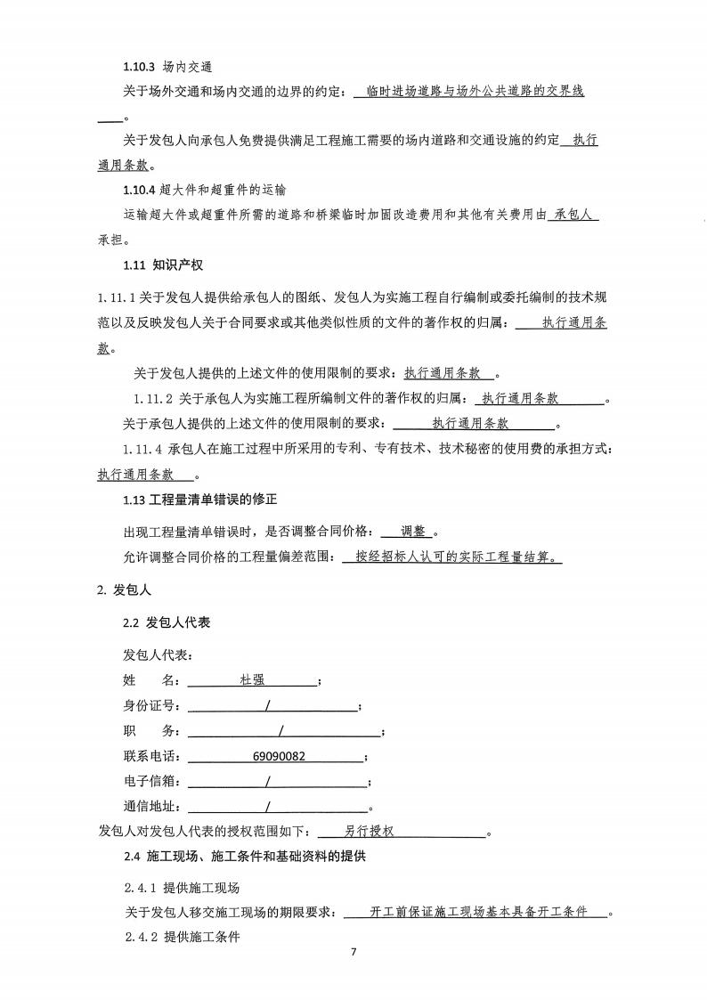 1.10.3 场内交通
关于场外交通和场内交通的边界的约定： 临时进场道路与场外公共道路的交界线
。
关于发包人向承包人免费提供满足工程施工需要的场内道路和交通设施的约定 执行
通用条款。
1.10.4 超大件和超重件的运输
运输超大件或超重件所需的道路和桥梁临时加固改造费用和其他有关费用由 承包人
承担。
1.11 知识产权
1.11.1 关于发包人提供给承包人的图纸、发包人为实施工程自行编制或委托编制的技术规
范以及反映发包人关于合同要求或其他类似性质的文件的著作权的归属： 执行通用条
款。
关于发包人提供的上述文件的使用限制的要求：执行通用条款 。
1.11.2 关于承包人为实施工程所编制文件的著作权的归属： 执行通用条款 。
关于承包人提供的上述文件的使用限制的要求： 执行通用条款 。
1.11.4 承包人在施工过程中所采用的专利、专有技术、技术秘密的使用费的承担方式：
执行通用条款 。
1.13 工程量清单错误的修正
出现工程量清单错误时，是否调整合同价格： 调整 。
允许调整合同价格的工程量偏差范围： 按经招标人认可的实际工程量结算。
2. 发包人
2.2 发包人代表
发包人代表：
姓 名： 杜强 ；
身份证号： / ；
职 务： / ；
联系电话： 69090082 ；
电子信箱： / ；
通信地址： / 。
发包人对发包人代表的授权范围如下： 另行授权 。
2.4 施工现场、施工条件和基础资料的提供
2.4.1 提供施工现场
关于发包人移交施工现场的期限要求： 开工前保证施工现场基本具备开工条件 。
2.4.2 提供施工条件
7